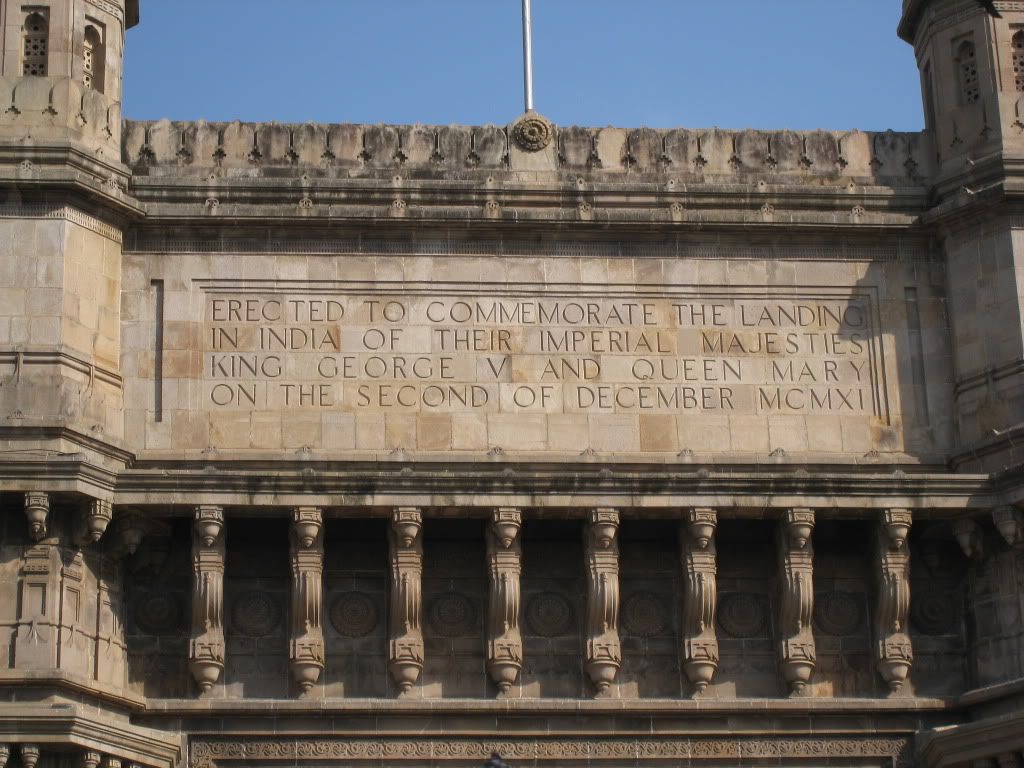 ERECTED TO COMMEMORATE THE LANDING
IN INDIA OF THEIR IMPERIAL MAJESTIES
KING GEORGE V AND QUEEN MARY
ON THE SECOND OF DECEMBER MCMXI